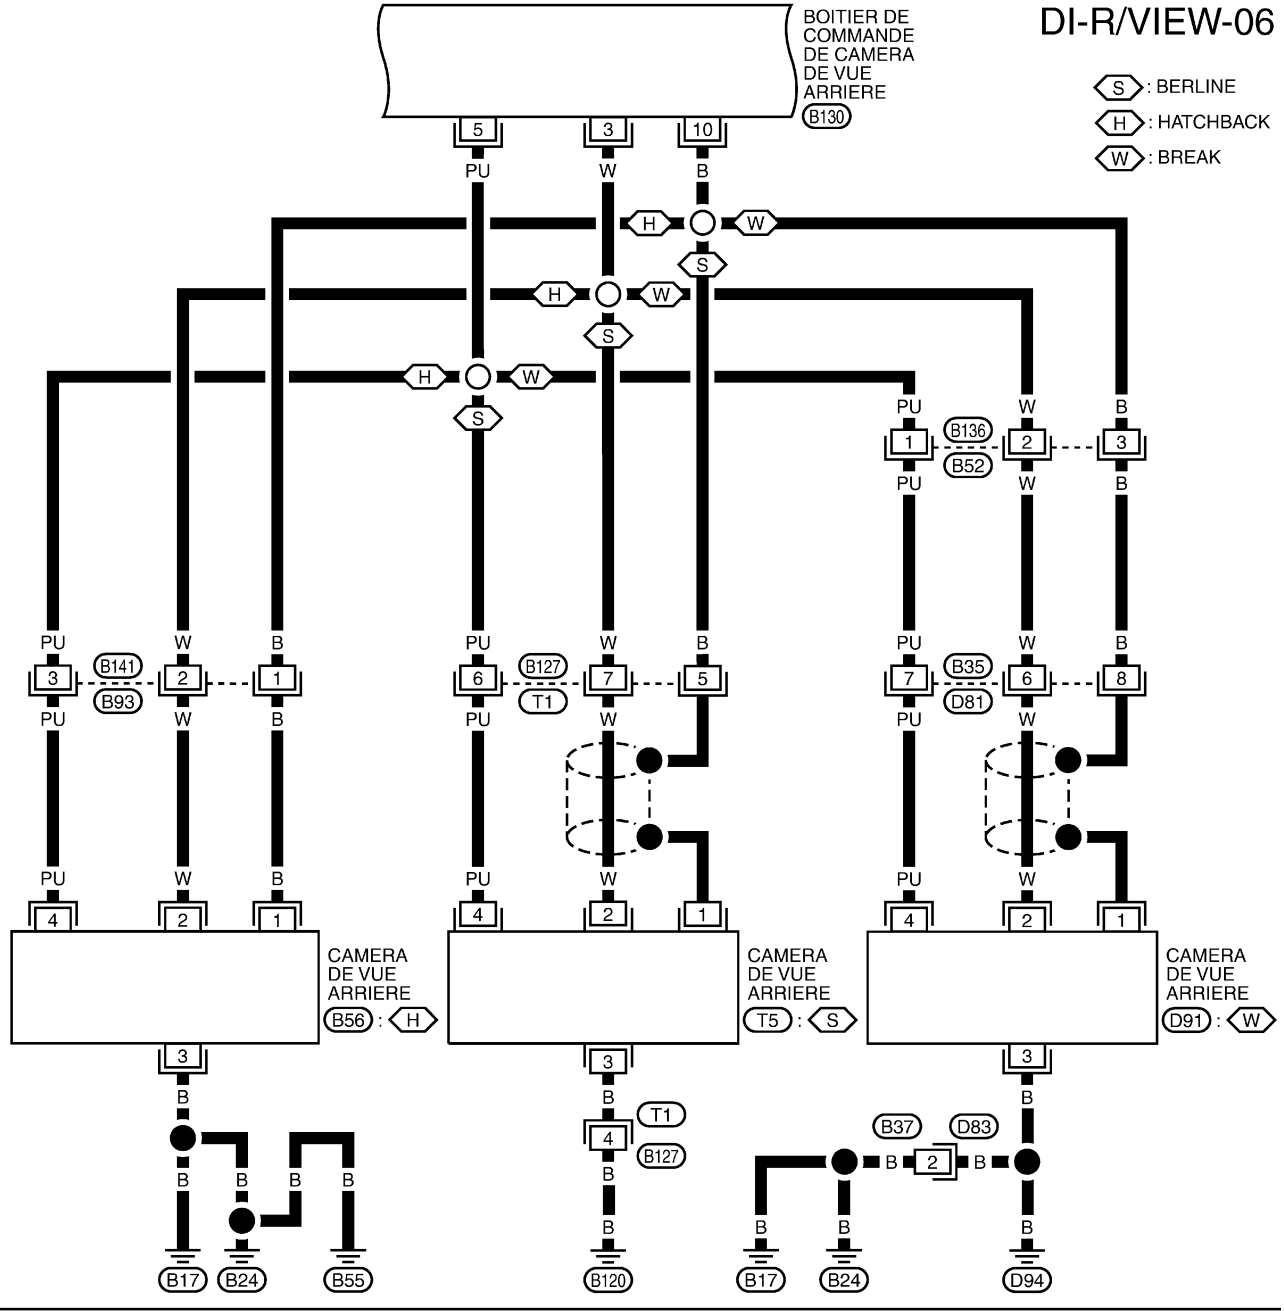 DI-R/VIEW-06
BOITIER DE
COMMANDE
DE CAMERA
DE VUE
ARRIERE
B130
S : BERLINE
H : HATCHBACK
W : BREAK
5 3 10
PU W B
H W
S
H W
S
H W
S
PU W B
1 B136 2 3
B52
PU W B
PU W B PU W B PU W B
3 B141 2 1 6 B127 7 5 7 B35 6 8
B93 T1 D81
PU W B PU W PU W
PU W B PU W PU W
4 2 1 4 2 1 4 2 1
CAMERA
DE VUE
ARRIERE
B56 : H
CAMERA
DE VUE
ARRIERE
T5 : S
CAMERA
DE VUE
ARRIERE
D91 : W
3 3 3
B B B
T1
4
B127
B37 D83
B 2 B
B B B B B
B B B B
B17 B24 B55 B120 B17 B24 D94